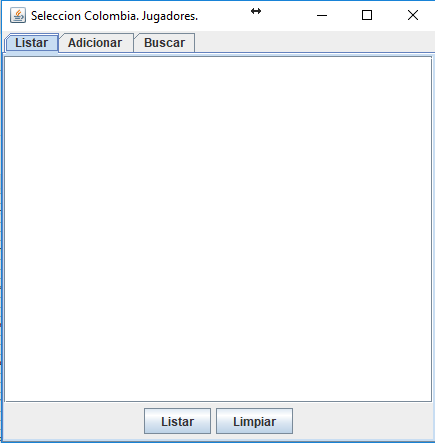 Seleccion Colombia. Jugadores.
Listar Adicionar Buscar
Listar Limpiar